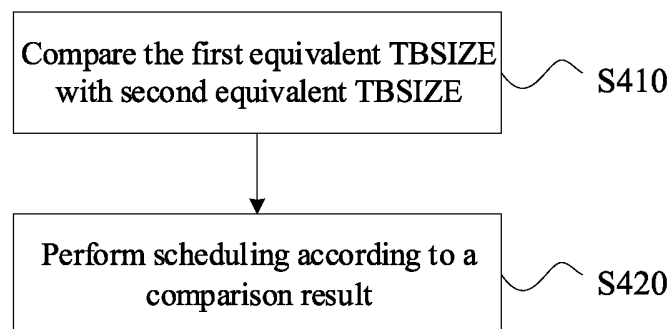 Compare the first equivalent TBSIZE
with second equivalent TBSIZE
S410
Perform scheduling according to a
comparison result
S420